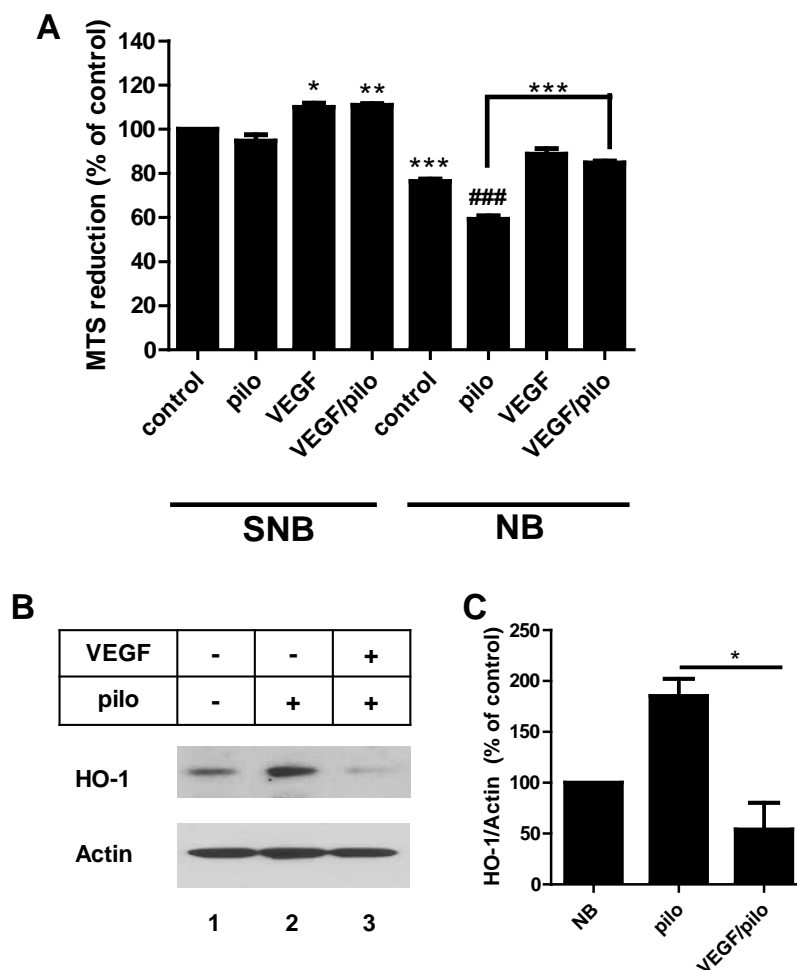 A
MTS reduction (% of control)
140
120
100
80
60
40
20
0
*
**
***
###
***
control
pilo
VEGF
VEGF/pilo
control
pilo
VEGF
VEGF/pilo
SNB
NB
B
VEGF - - +
pilo - + +
HO-1
Actin
1 2 3
C
HO-1/Actin (% of control)
250
200
150
100
50
0
*
NB
pilo
VEGF/pilo